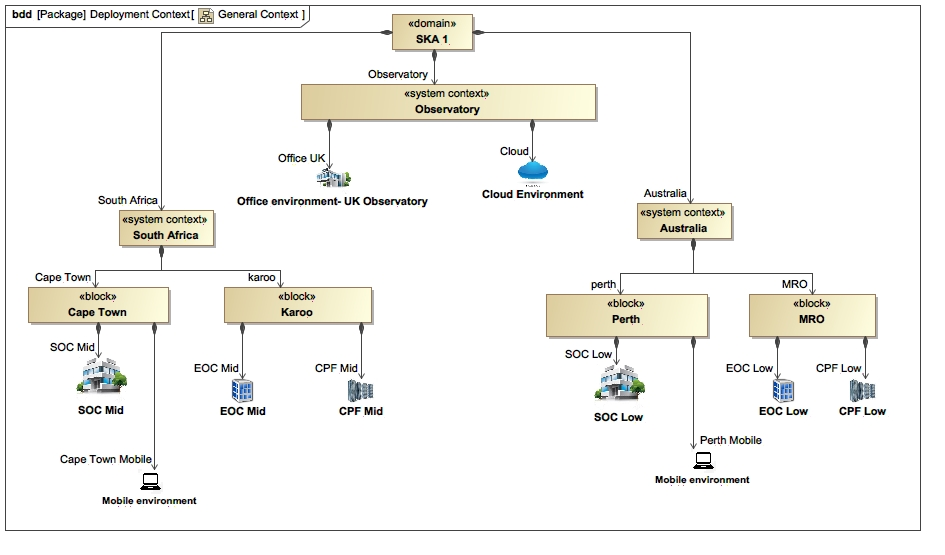 bdd [Package] Deployment Context[ General Context ]
«domain»
SKA 1
Observatory
«system context»
Observatory
Office UK
Cloud
Office environment- UK Observatory
Cloud Environment
South Africa
Australia
«system context»
South Africa
«system context»
Australia
Cape Town
karoo
perth
MRO
«block»
Cape Town
«block»
Karoo
«block»
Perth
«block»
MRO
SOC Mid
EOC Mid
CPF Mid
SOC Low
EOC Low
CPF Low
SOC Mid
EOC Mid
CPF Mid
SOC Low
EOC Low
CPF Low
Cape Town Mobile
Perth Mobile
Mobile environment
Mobile environment